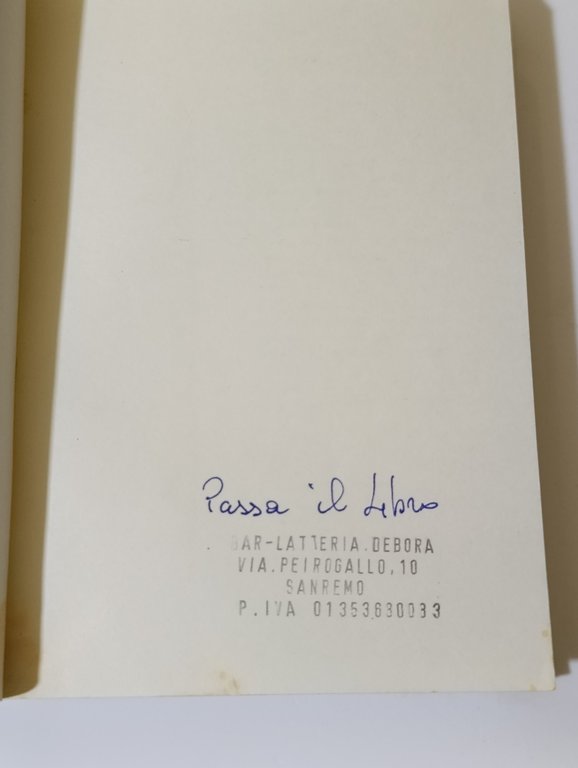 Passa il Libro
BAR-LATTERIA.DEBORA
VIA.PEIROGALLO,10
SANREMO
P.IVA 01353630083